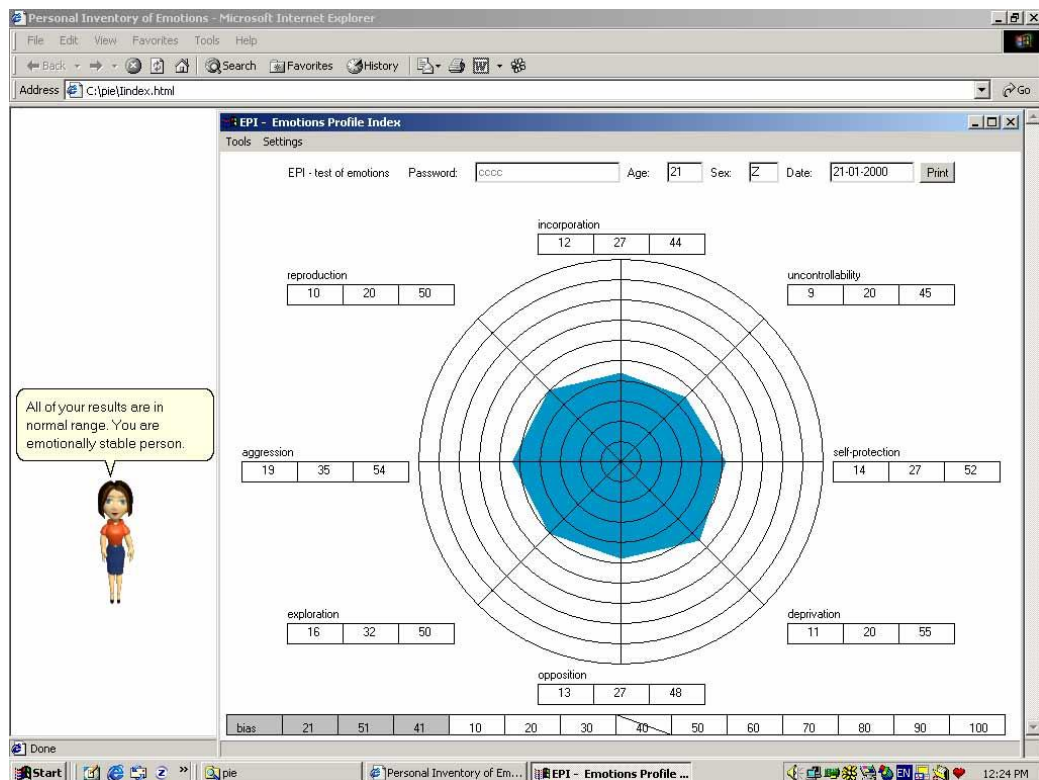 Personal Inventory of Emotions - Microsoft Internet Explorer
File Edit View Favorites Tools Help
Back Search Favorites History
Address C:\pie\Iindex.html Go
EPI - Emotions Profile Index
Tools Settings
EPI - test of emotions Password: cccc Age: 21 Sex: Z Date: 21-01-2000 Print
incorporation
12 27 44
reproduction
10 20 50
uncontrollability
9 20 45
All of your results are in
normal range. You are
emotionally stable person.
aggression
19 35 54
self-protection
14 27 52
exploration
16 32 50
deprivation
11 20 55
opposition
13 27 48
bias 21 51 41 10 20 30 40 50 60 70 80 90 100
Done
Start pie Personal Inventory of Em... EPI - Emotions Profile ... EN 12:24 PM